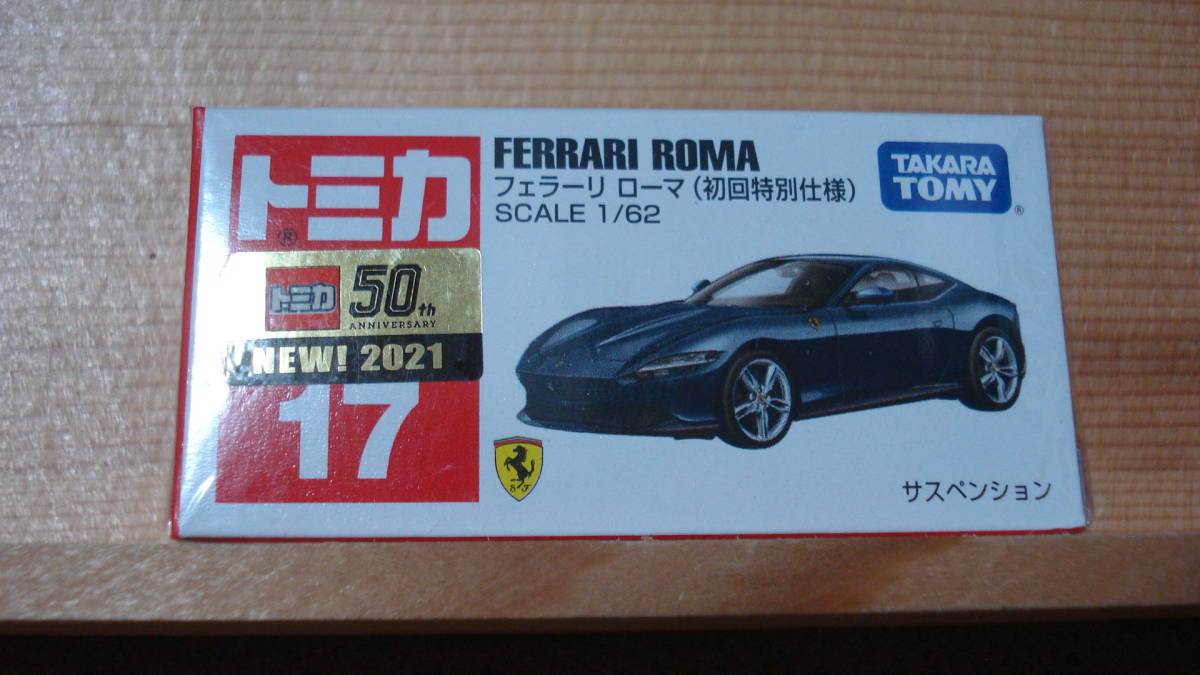 トミカ
®
トミカ 50th
ANNIVERSARY
NEW! 2021
17
FERRARI ROMA
フェラーリ ローマ(初回特別仕様)
SCALE 1/62
TAKARA
TOMY®
S F
サスペンション